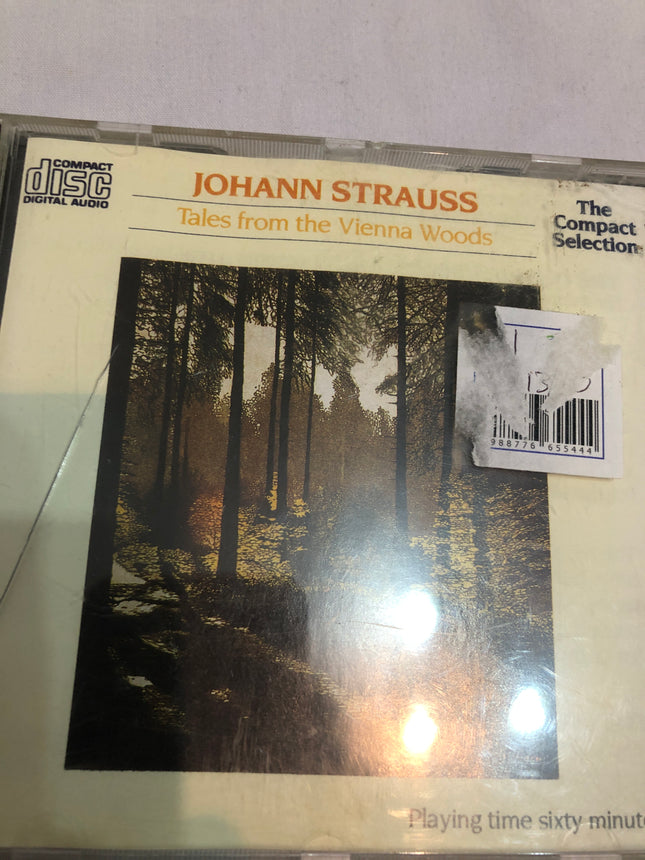 COMPACT
disc
DIGITAL AUDIO
JOHANN STRAUSS
Tales from the Vienna Woods
The
Compact
Selection
988776 655444
Playing time sixty